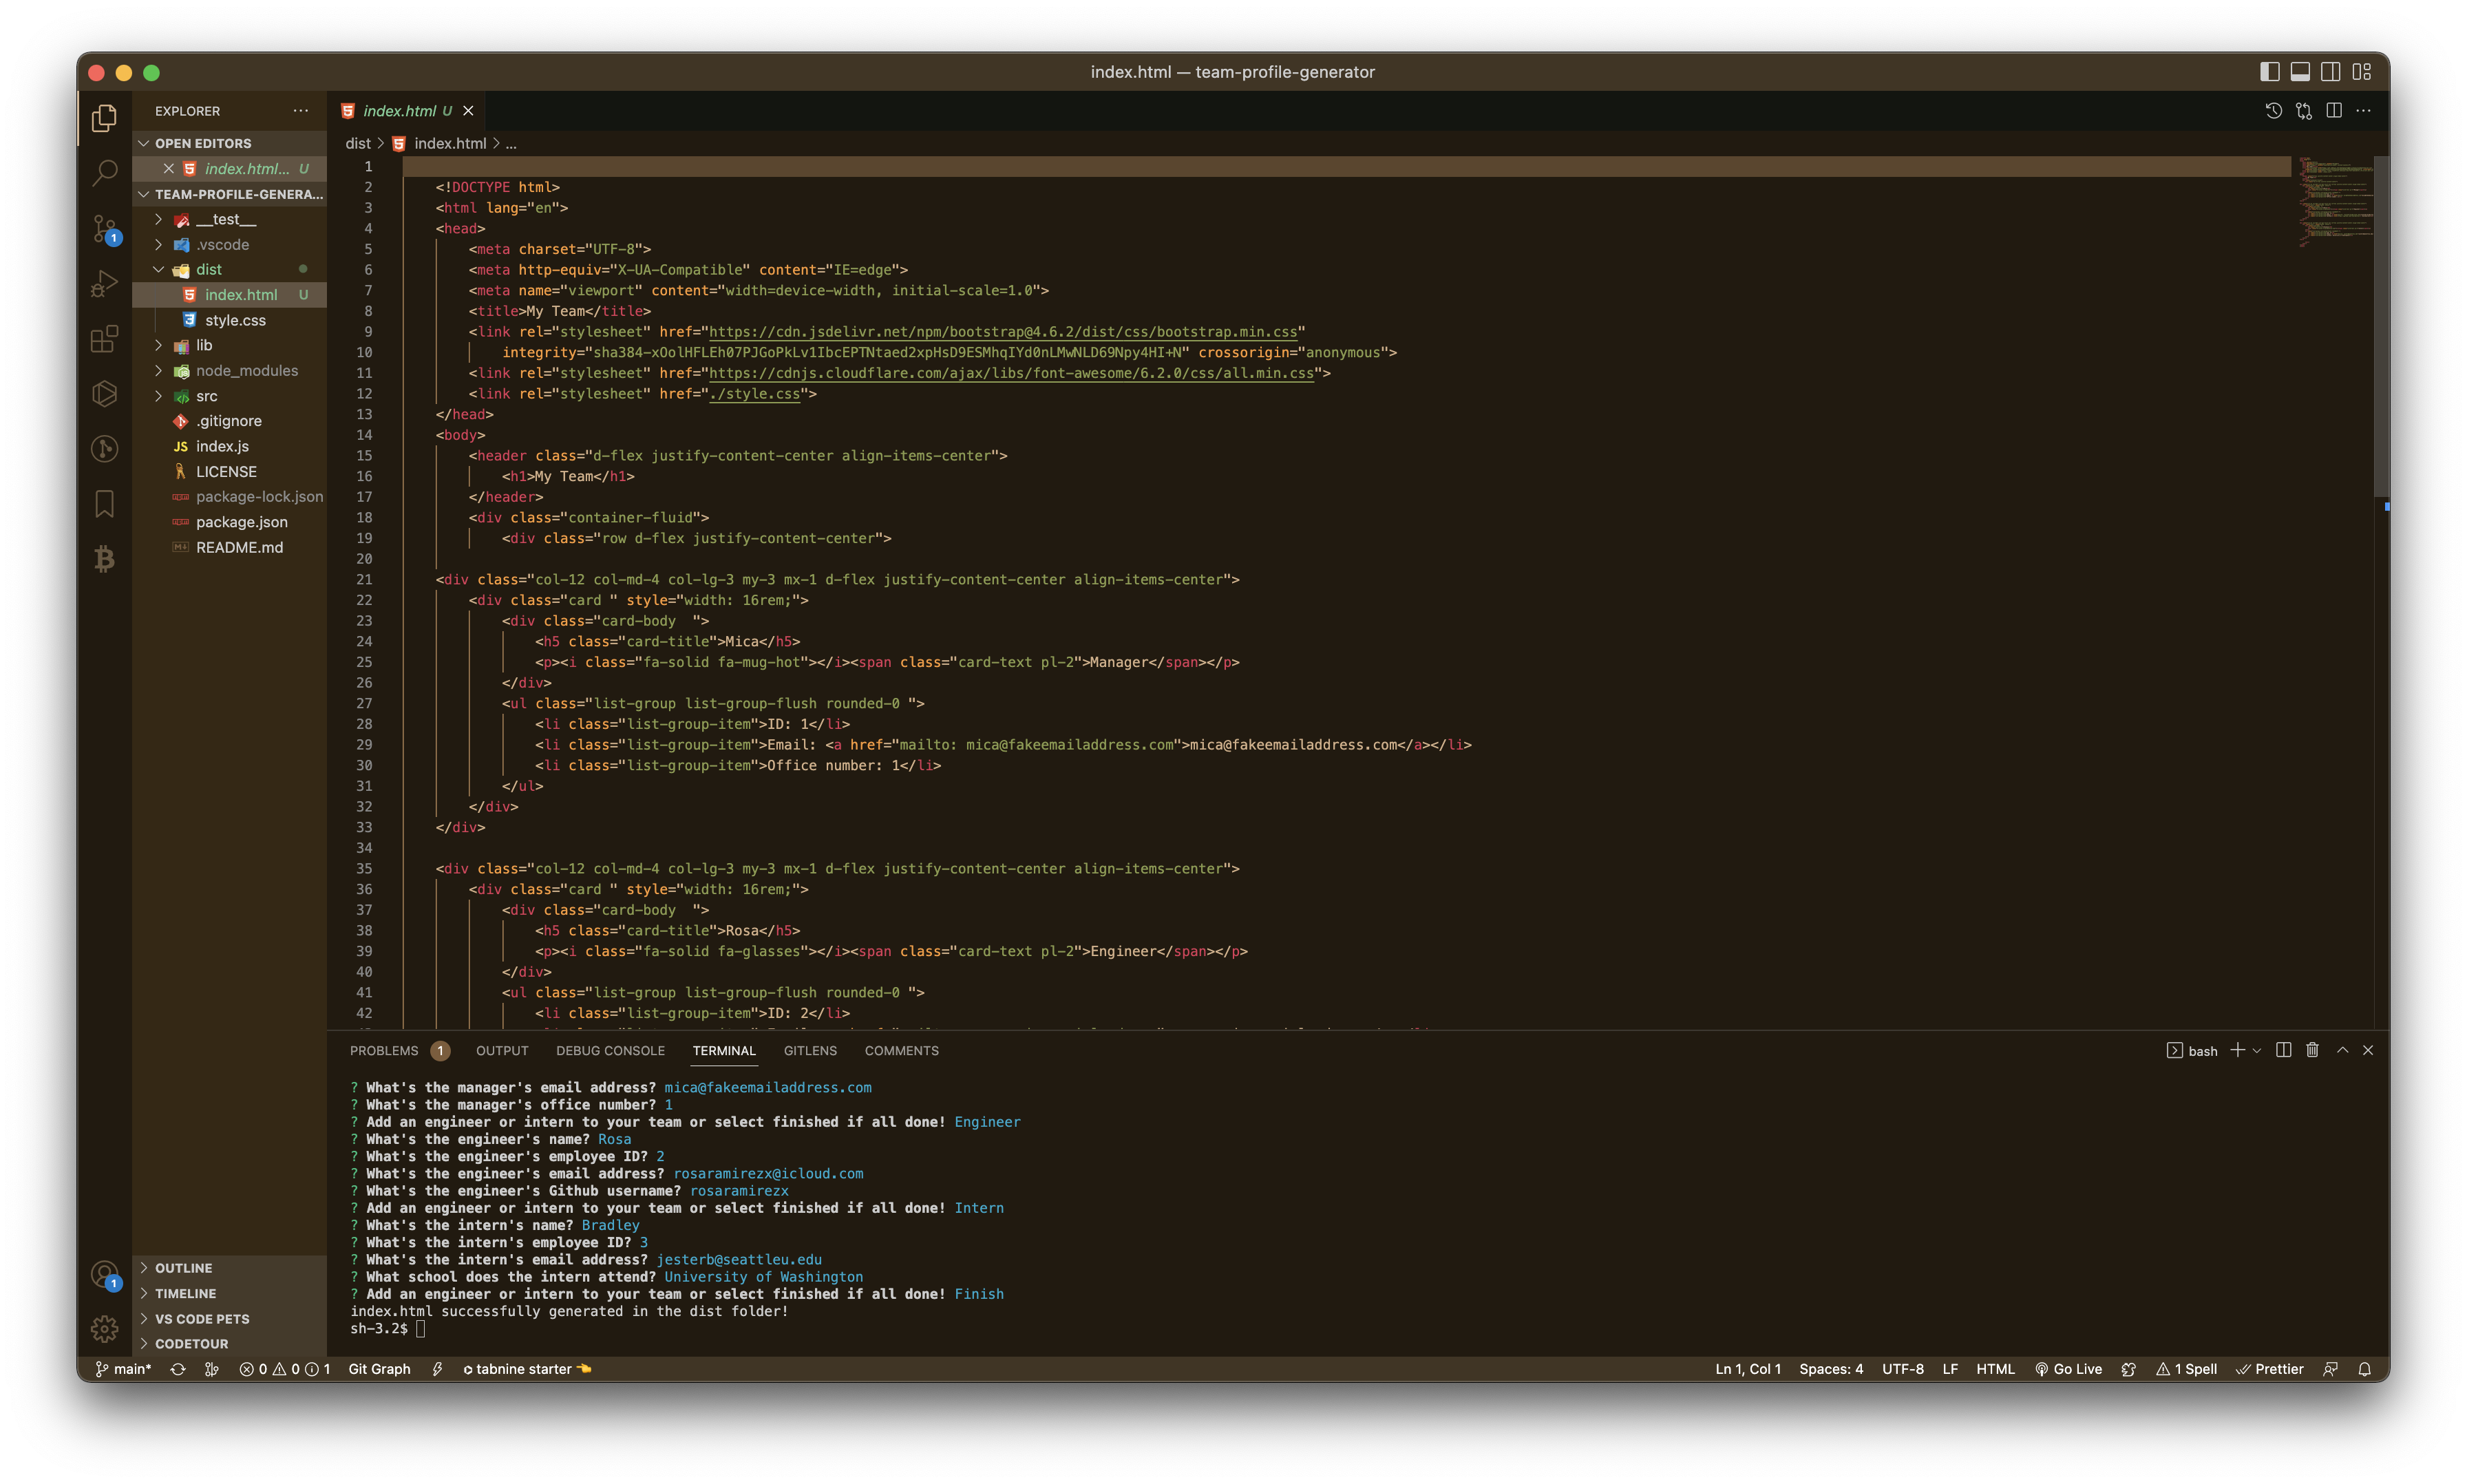 index.html — team-profile-generator
EXPLORER
OPEN EDITORS
index.html... U
TEAM-PROFILE-GENERA...
__test__
.vscode
dist
index.html U
style.css
lib
node_modules
src
.gitignore
JS index.js
LICENSE
package-lock.json
package.json
README.md
OUTLINE
TIMELINE
VS CODE PETS
CODETOUR
index.html U
dist > index.html > ...
1
2 <!DOCTYPE html>
3 <html lang="en">
4 <head>
5 <meta charset="UTF-8">
6 <meta http-equiv="X-UA-Compatible" content="IE=edge">
7 <meta name="viewport" content="width=device-width, initial-scale=1.0">
8 <title>My Team</title>
9 <link rel="stylesheet" href="https://cdn.jsdelivr.net/npm/bootstrap@4.6.2/dist/css/bootstrap.min.css"
10 integrity="sha384-xOolHFLEh07PJGoPkLv1IbcEPTNtaed2xpHsD9ESMhqIYd0nLMwNLD69Npy4HI+N" crossorigin="anonymous">
11 <link rel="stylesheet" href="https://cdnjs.cloudflare.com/ajax/libs/font-awesome/6.2.0/css/all.min.css">
12 <link rel="stylesheet" href="./style.css">
13 </head>
14 <body>
15 <header class="d-flex justify-content-center align-items-center">
16 <h1>My Team</h1>
17 </header>
18 <div class="container-fluid">
19 <div class="row d-flex justify-content-center">
20
21 <div class="col-12 col-md-4 col-lg-3 my-3 mx-1 d-flex justify-content-center align-items-center">
22 <div class="card " style="width: 16rem;">
23 <div class="card-body  ">
24 <h5 class="card-title">Mica</h5>
25 <p><i class="fa-solid fa-mug-hot"></i><span class="card-text pl-2">Manager</span></p>
26 </div>
27 <ul class="list-group list-group-flush rounded-0 ">
28 <li class="list-group-item">ID: 1</li>
29 <li class="list-group-item">Email: <a href="mailto: mica@fakeemailaddress.com">mica@fakeemailaddress.com</a></li>
30 <li class="list-group-item">Office number: 1</li>
31 </ul>
32 </div>
33 </div>
34
35 <div class="col-12 col-md-4 col-lg-3 my-3 mx-1 d-flex justify-content-center align-items-center">
36 <div class="card " style="width: 16rem;">
37 <div class="card-body  ">
38 <h5 class="card-title">Rosa</h5>
39 <p><i class="fa-solid fa-glasses"></i><span class="card-text pl-2">Engineer</span></p>
40 </div>
41 <ul class="list-group list-group-flush rounded-0 ">
42 <li class="list-group-item">ID: 2</li>
PROBLEMS 1 OUTPUT DEBUG CONSOLE TERMINAL GITLENS COMMENTS
bash
? What's the manager's email address? mica@fakeemailaddress.com
? What's the manager's office number? 1
? Add an engineer or intern to your team or select finished if all done! Engineer
? What's the engineer's name? Rosa
? What's the engineer's employee ID? 2
? What's the engineer's email address? rosaramirezx@icloud.com
? What's the engineer's Github username? rosaramirezx
? Add an engineer or intern to your team or select finished if all done! Intern
? What's the intern's name? Bradley
? What's the intern's employee ID? 3
? What's the intern's email address? jesterb@seattleu.edu
? What school does the intern attend? University of Washington
? Add an engineer or intern to your team or select finished if all done! Finish
index.html successfully generated in the dist folder!
sh-3.2$
main* 0 0 1 Git Graph tabnine starter Ln 1, Col 1 Spaces: 4 UTF-8 LF HTML Go Live 1 Spell Prettier